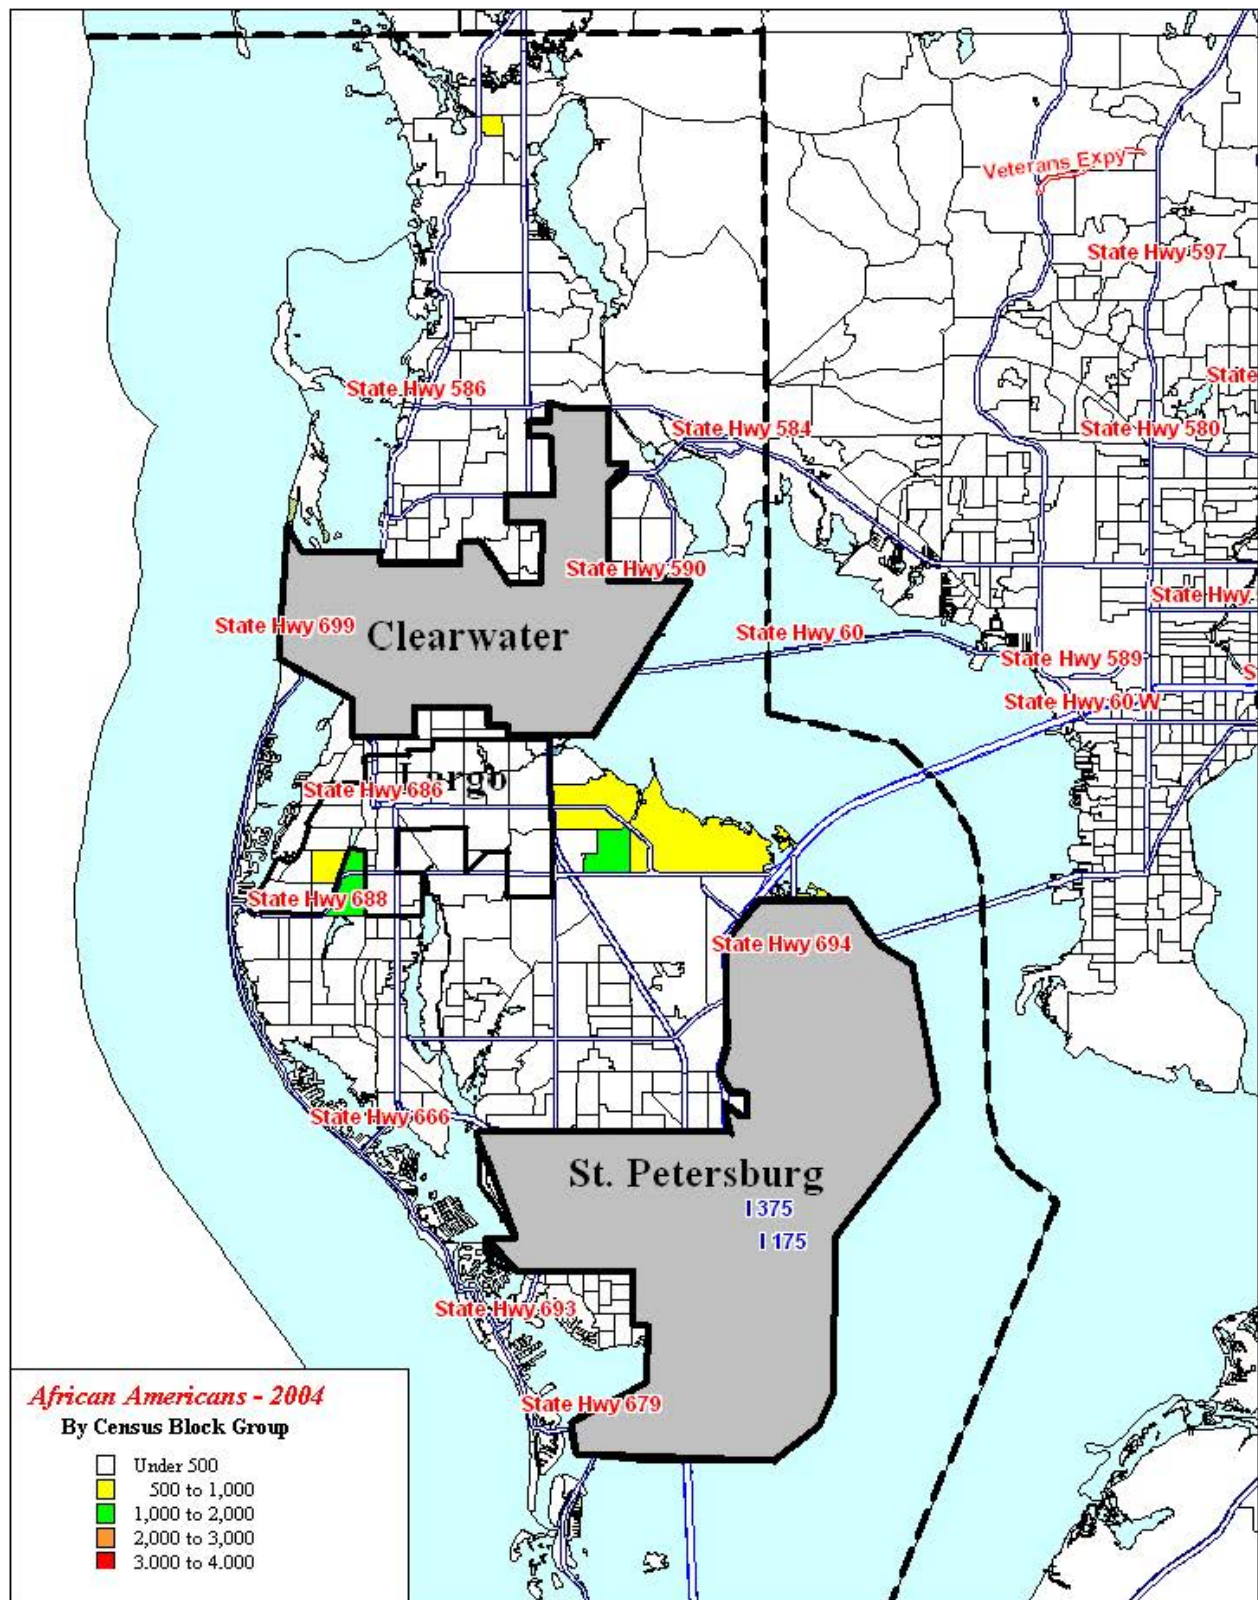 Veterans Expy
State Hwy 597
State Hwy 586
State
State Hwy 584
State Hwy 580
State Hwy 590
State Hwy
State Hwy 699
Clearwater
State Hwy 60
State Hwy 589
S
State Hwy 60 W
Largo
State Hwy 686
State Hwy 688
State Hwy 694
State Hwy 666
St. Petersburg
I 375
I 175
State Hwy 693
State Hwy 679
African Americans - 2004
By Census Block Group
Under 500
500 to 1,000
1,000 to 2,000
2,000 to 3,000
3.000 to 4.000